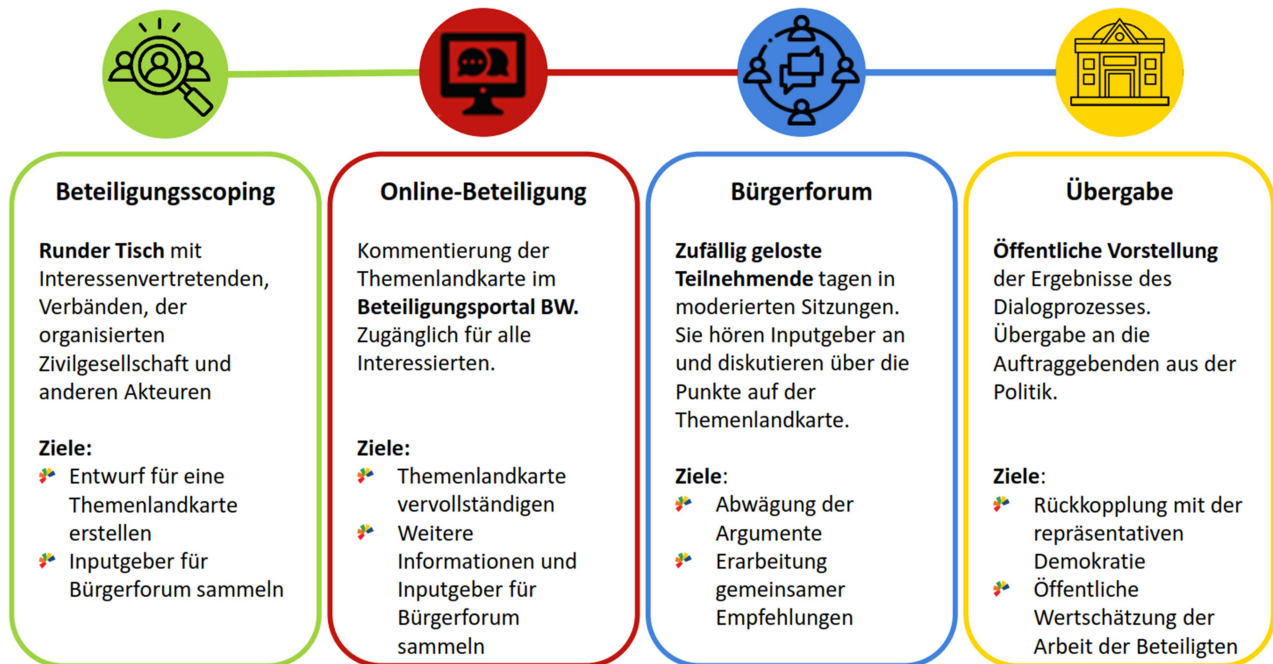 Beteiligungsscoping
Runder Tisch mit
Interessenvertretenden,
Verbänden, der
organisierten
Zivilgesellschaft und
anderen Akteuren
Ziele:
Entwurf für eine
Themenlandkarte
erstellen
Inputgeber für
Bürgerforum sammeln
Online-Beteiligung
Kommentierung der
Themenlandkarte im
Beteiligungsportal BW.
Zugänglich für alle
Interessierten.
Ziele:
Themenlandkarte
vervollständigen
Weitere
Informationen und
Inputgeber für
Bürgerforum
sammeln
Bürgerforum
Zufällig geloste
Teilnehmende tagen in
moderierten Sitzungen.
Sie hören Inputgeber an
und diskutieren über die
Punkte auf der
Themenlandkarte.
Ziele:
Abwägung der
Argumente
Erarbeitung
gemeinsamer
Empfehlungen
Übergabe
Öffentliche Vorstellung
der Ergebnisse des
Dialogprozesses.
Übergabe an die
Auftraggebenden aus der
Politik.
Ziele:
Rückkopplung mit der
repräsentativen
Demokratie
Öffentliche
Wertschätzung der
Arbeit der Beteiligten